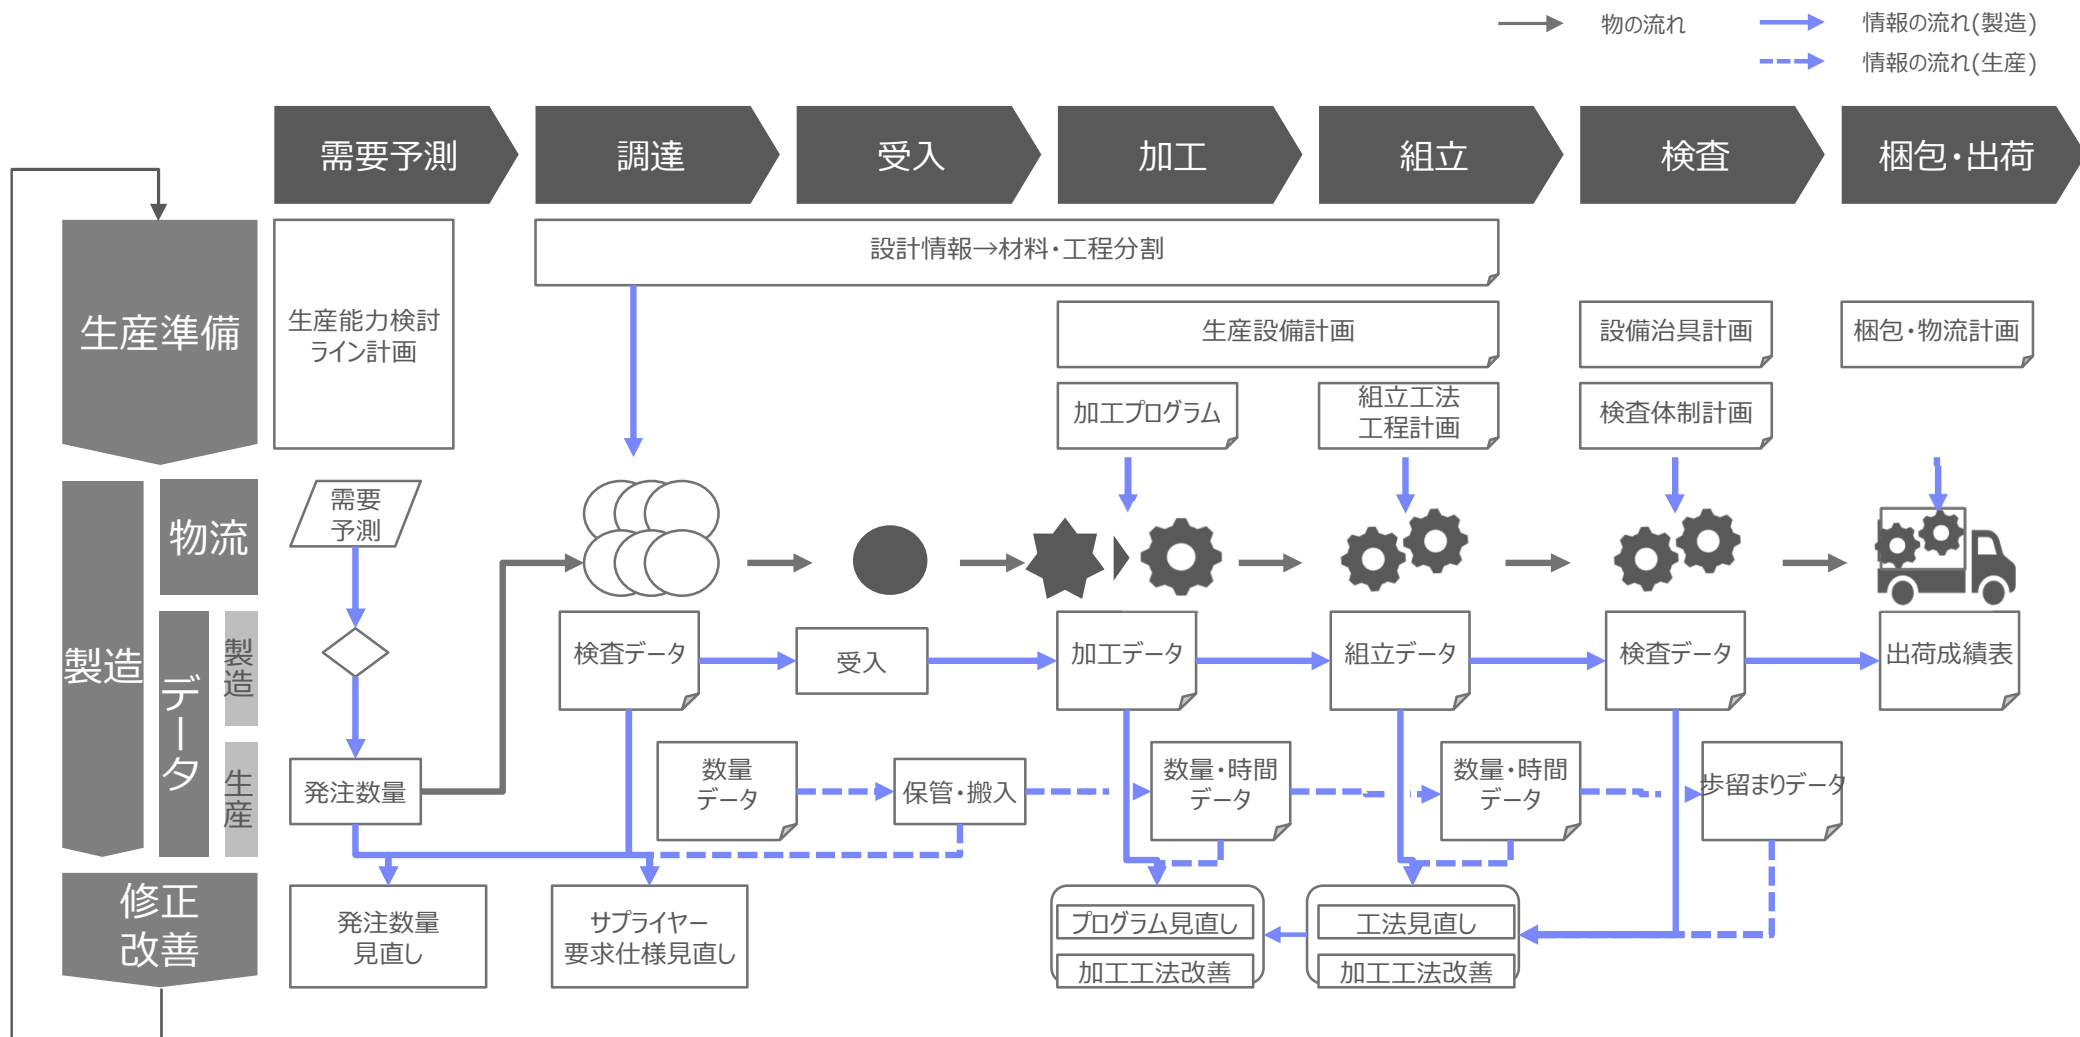 物の流れ
情報の流れ(製造)
情報の流れ(生産)
需要予測
調達
受入
加工
組立
検査
梱包・出荷
生産準備
生産能力検討
ライン計画
設計情報→材料・工程分割
生産設備計画
設備治具計画
梱包・物流計画
加工プログラム
組立工法
工程計画
検査体制計画
製造
物流
需要
予測
データ
製造
検査データ
受入
加工データ
組立データ
検査データ
出荷成績表
生産
発注数量
数量
データ
保管・搬入
数量・時間
データ
数量・時間
データ
歩留まりデータ
修正
改善
発注数量
見直し
サプライヤー
要求仕様見直し
プログラム見直し
加工工法改善
工法見直し
加工工法改善